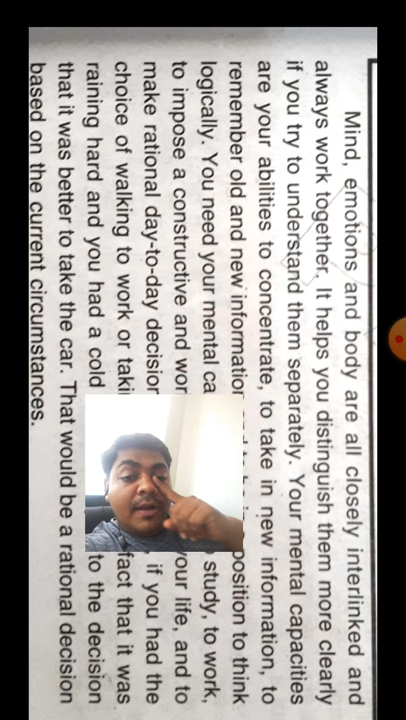 Mind, emotions and body are all closely interlinked and
always work together. It helps you distinguish them more clearly
if you try to understand them separately. Your mental capacities
are your abilities to concentrate, to take in new information, to
remember old and new information position to think
logically. You need your mental study, to work,
to impose a constructive and your life, and to
make rational day-to-day if you had the
choice of walking to work or fact that it was
raining hard and you had a cold to the decision
that it was better to take the car. That would be a rational decision
based on the current circumstances.